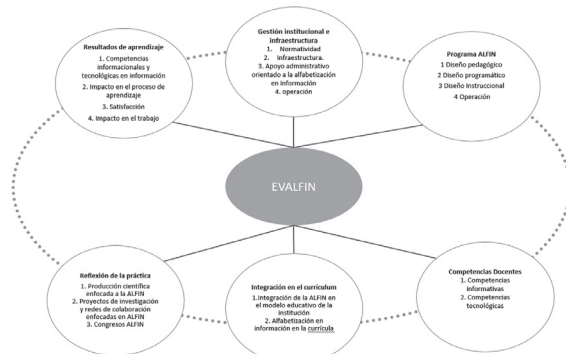 Resultados de aprendizaje
1. Competencias
informacionales y
tecnológicas en información
2. Impacto en el proceso de
aprendizaje
3. Satisfacción
4. Impacto en el trabajo
Gestión institucional e
infraestructura
1. Normatividad
2. Infraestructura.
3. Apoyo administrativo
orientado a la alfabetización
en información
4. operación
Programa ALFIN
1 Diseño pedagógico
2 Diseño programático
3 Diseño Instruccional
4 Operación
EVALFIN
Reflexión de la práctica
1. Producción científica
enfocada a la ALFIN
2. Proyectos de investigación
y redes de colaboración
enfocadas en ALFIN
3. Congresos ALFIN
Integración en el currículum
1.Integración de la ALFIN en
el modelo educativo de la
institución
2. Alfabetización en
información en la currícula
Competencias Docentes
1. Competencias
informativas
2. Competencias
tecnológicas